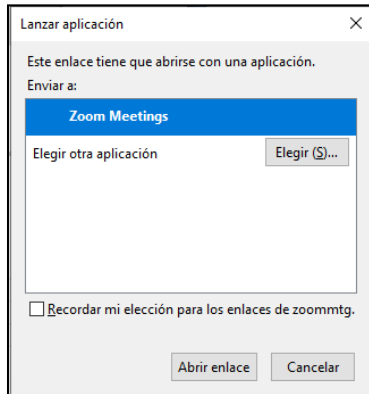 Lanzar aplicación
Este enlace tiene que abrirse con una aplicación.
Enviar a:
Zoom Meetings
Elegir otra aplicación Elegir (S)...
Recordar mi elección para los enlaces de zoommtg.
Abrir enlace Cancelar